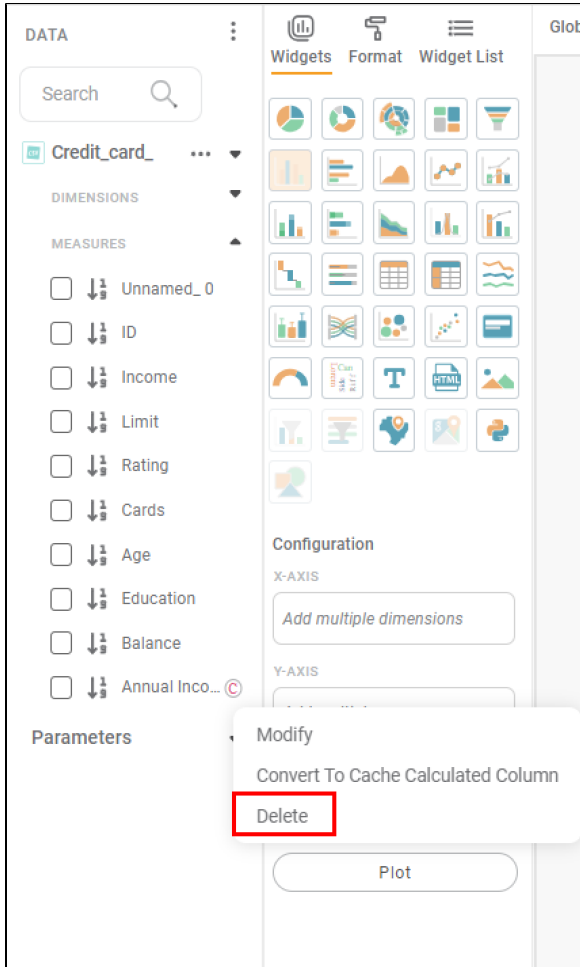 DATA
Search
Credit_card_
DIMENSIONS
MEASURES
Unnamed_ 0
ID
Income
Limit
Rating
Cards
Age
Education
Balance
Annual Inco...
Parameters
Widgets Format Widget List
HTML
Configuration
X-AXIS
Add multiple dimensions
Y-AXIS
Modify
Convert To Cache Calculated Column
Delete
Plot
Glob